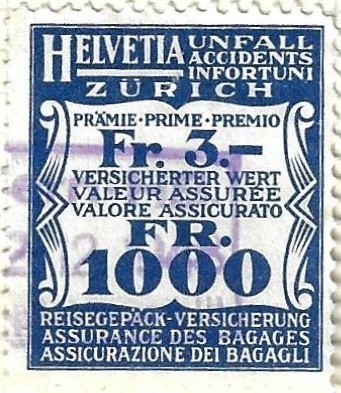 HELVETIA UNFALL
ACCIDENTS
INFORTUNI
ZÜRICH
PRÄMIE·PRIME·PREMIO
Fr. 3.–
VERSICHERTER WERT
VALEUR ASSURÉE
VALORE ASSICURATO
FR.
1000
REISEGEPÄCK-VERSICHERUNG
ASSURANCE DES BAGAGES
ASSICURAZIONE DEI BAGAGLI